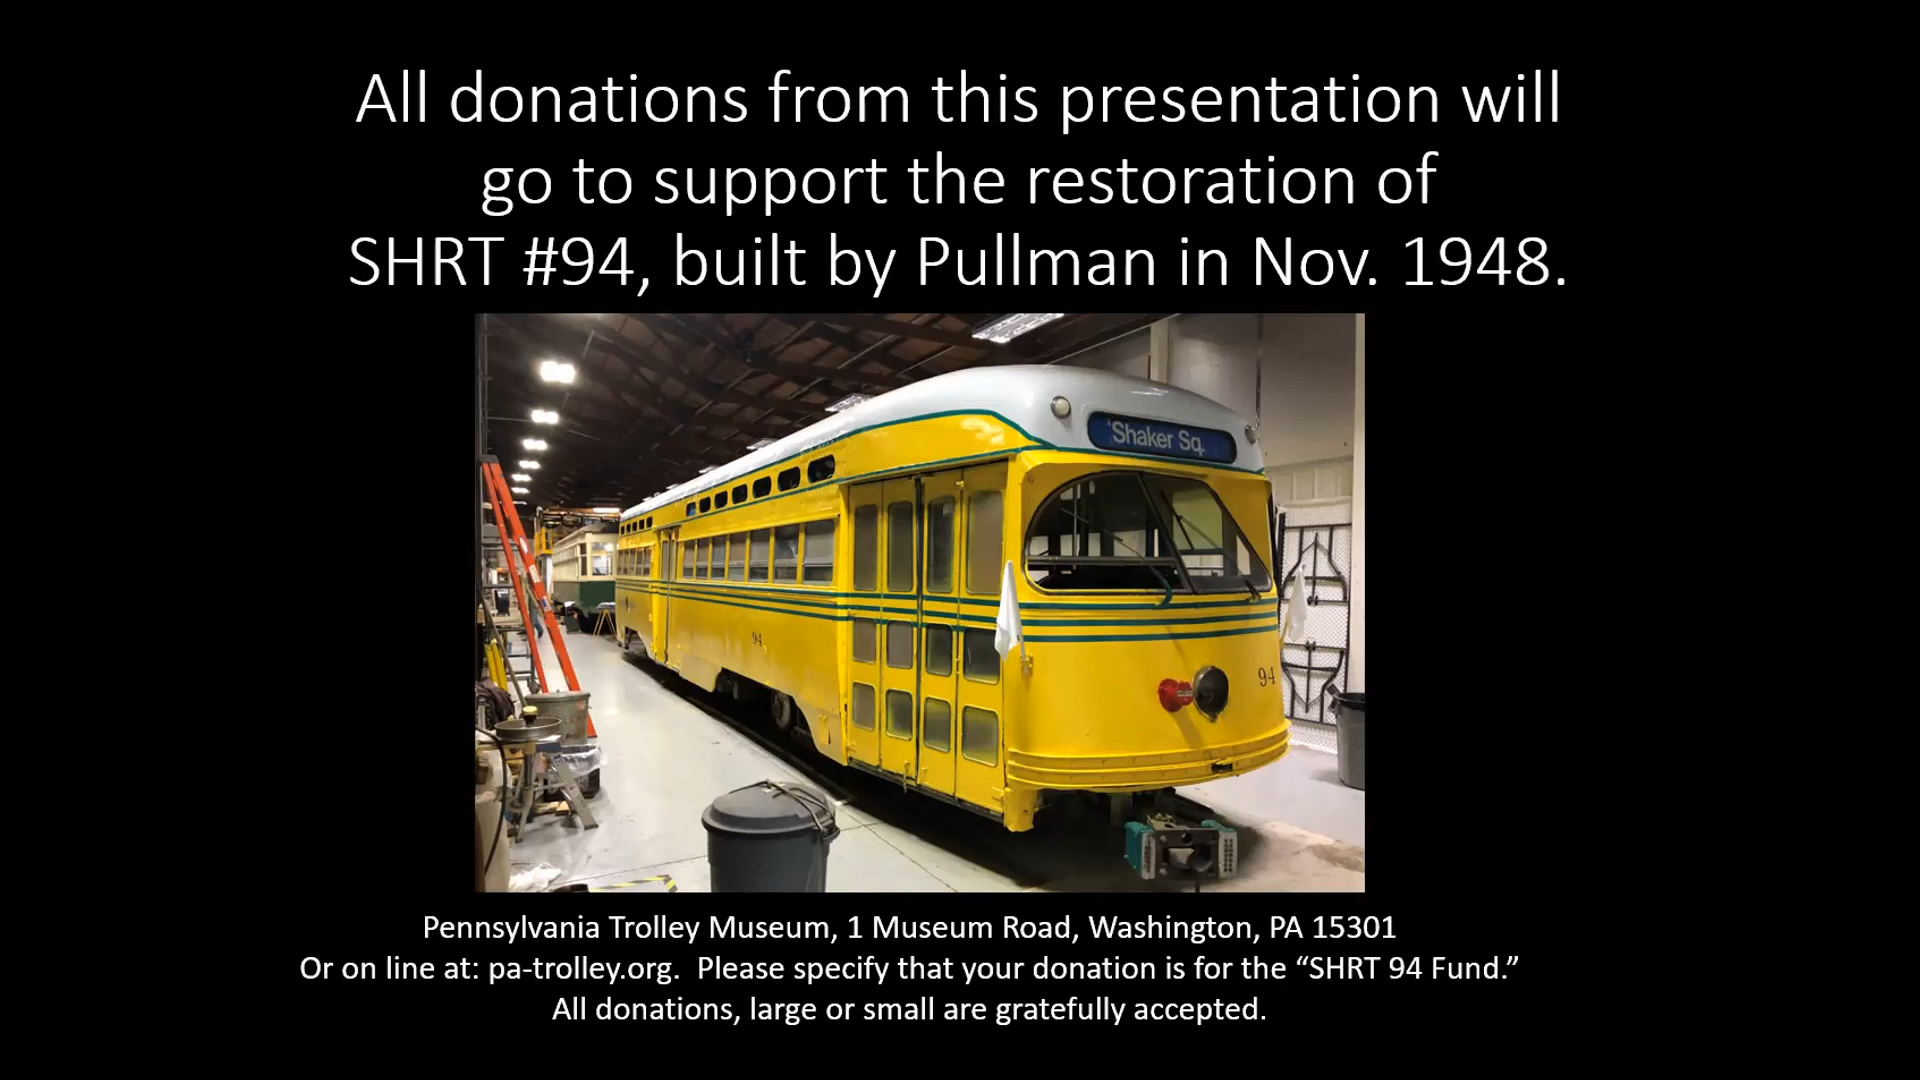 All donations from this presentation will
go to support the restoration of
SHRT #94, built by Pullman in Nov. 1948.
Shaker Sq.
94
94
Pennsylvania Trolley Museum, 1 Museum Road, Washington, PA 15301
Or on line at: pa-trolley.org.  Please specify that your donation is for the “SHRT 94 Fund.”
All donations, large or small are gratefully accepted.